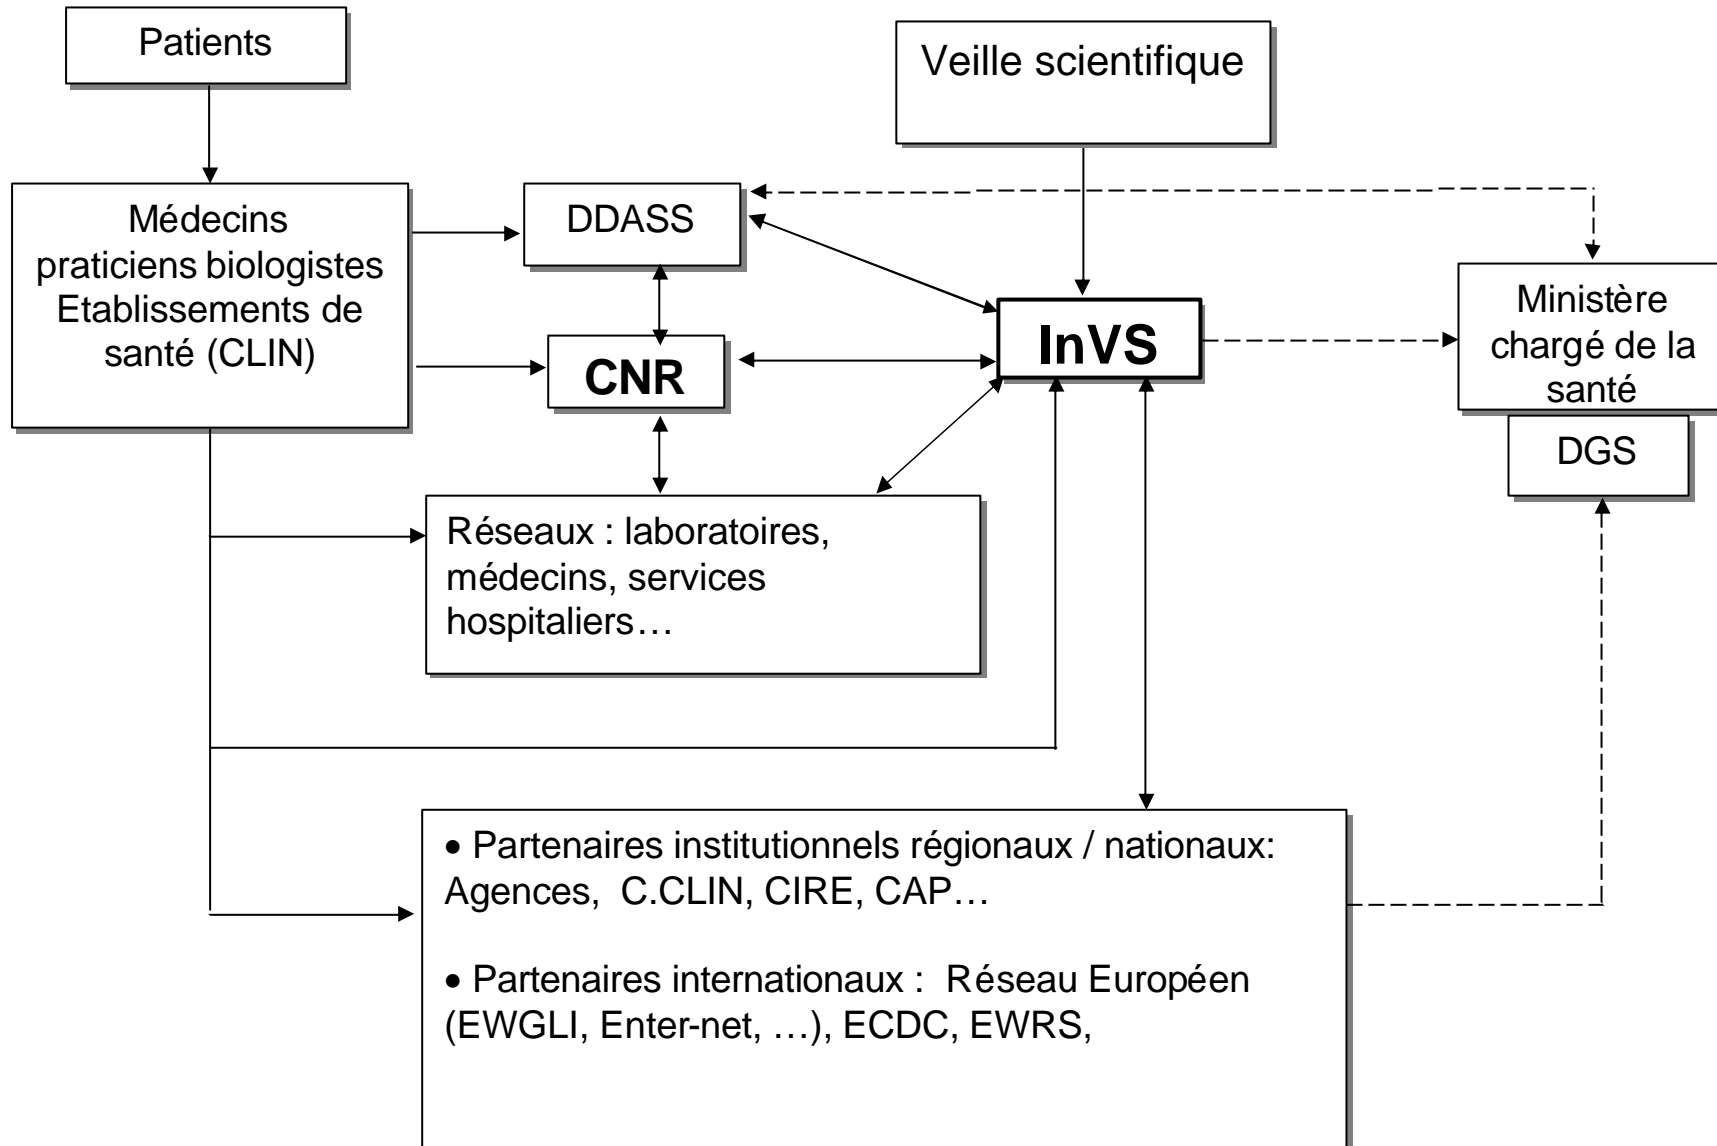 Patients
Veille scientifique
Médecins
praticiens biologistes
Etablissements de
santé (CLIN)
DDASS
CNR
InVS
Ministère
chargé de la
santé
DGS
Réseaux : laboratoires,
médecins, services
hospitaliers…
• Partenaires institutionnels régionaux / nationaux:
Agences, C.CLIN, CIRE, CAP…
• Partenaires internationaux : Réseau Européen
(EWGLI, Enter-net, …), ECDC, EWRS,